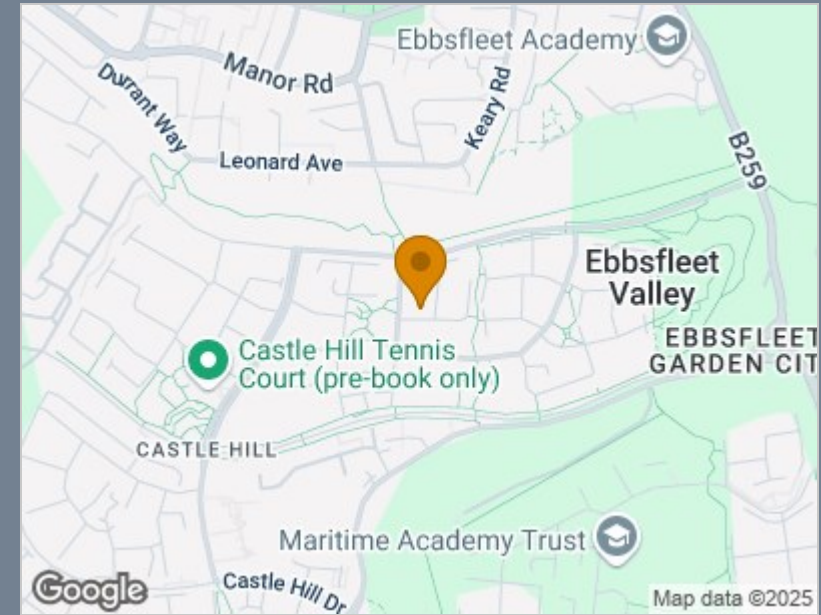 Ebbsfleet Academy
Manor Rd
Durrant Way
Keary Rd
Leonard Ave
B259
Ebbsfleet
Valley
EBBSFLEET
GARDEN CIT
Castle Hill Tennis
Court (pre-book only)
CASTLE HILL
Maritime Academy Trust
Castle Hill Dr
Google
Map data ©2025